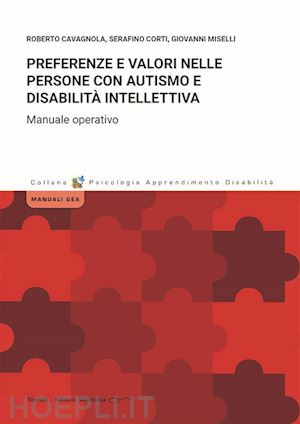 ROBERTO CAVAGNOLA, SERAFINO CORTI, GIOVANNI MISELLI
PREFERENZE E VALORI NELLE
PERSONE CON AUTISMO E
DISABILITÀ INTELLETTIVA
Manuale operativo
Collana Psicologia Apprendimento Disabilità
MANUALI GEA
HOEPLI.IT